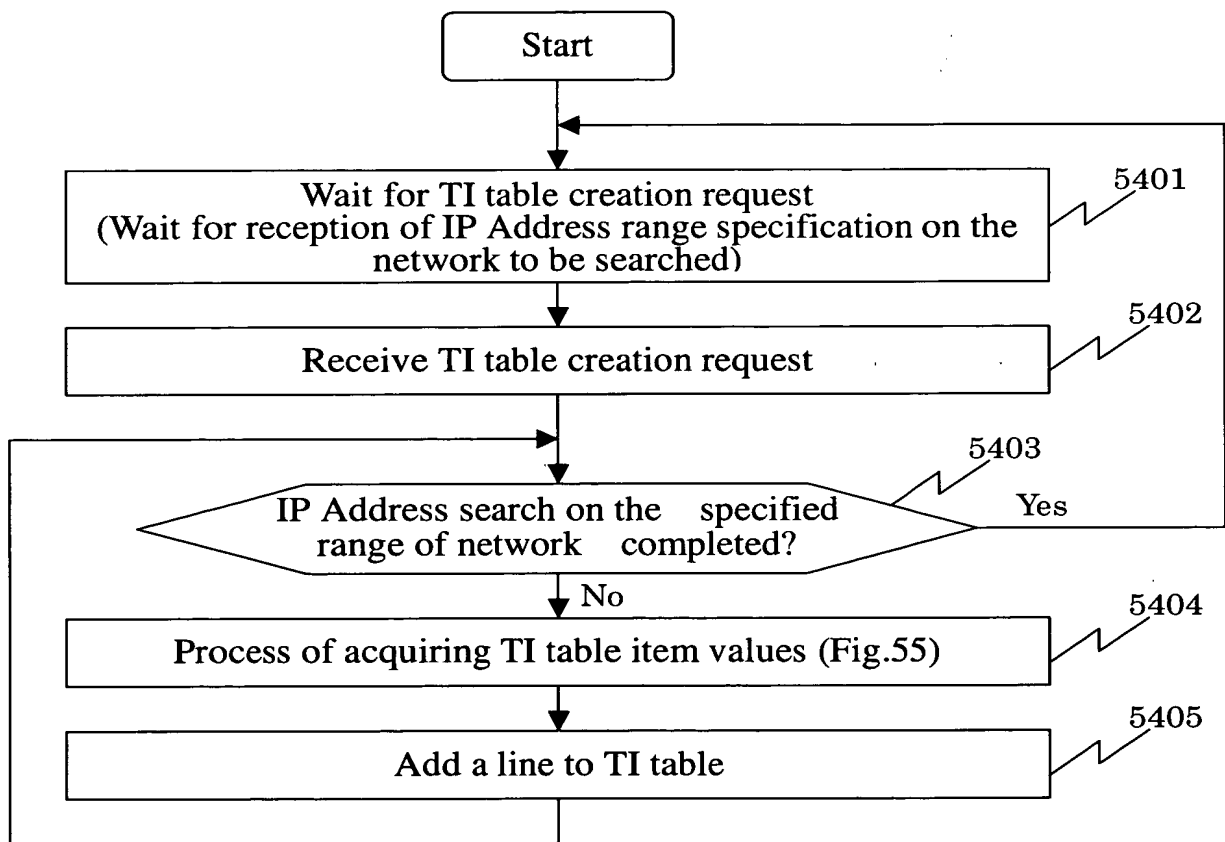 Start
Wait for TI table creation request
(Wait for reception of IP Address range specification on the
network to be searched)
5401
Receive TI table creation request
5402
IP Address search on the specified
range of network completed?
5403
Yes
No
Process of acquiring TI table item values (Fig.55)
5404
Add a line to TI table
5405